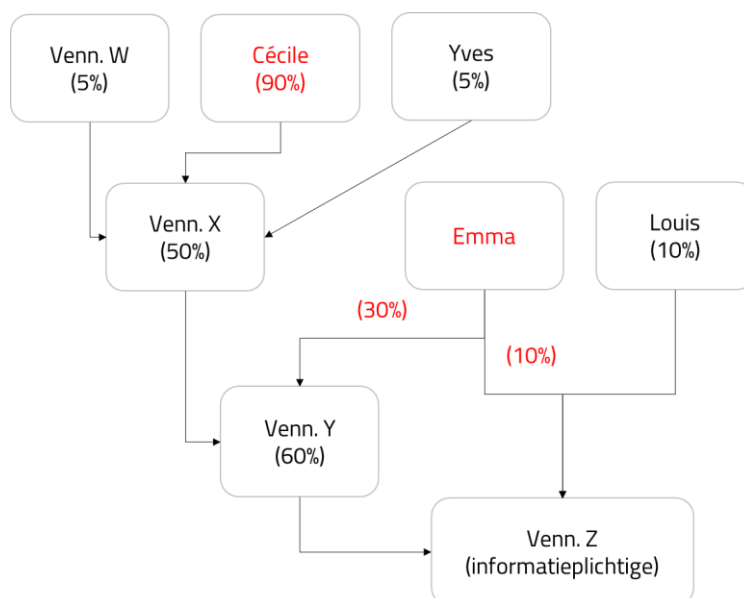 Venn. W
(5%)
Cécile
(90%)
Yves
(5%)
Venn. X
(50%)
Emma
Louis
(10%)
(30%)
(10%)
Venn. Y
(60%)
Venn. Z
(informatieplichtige)